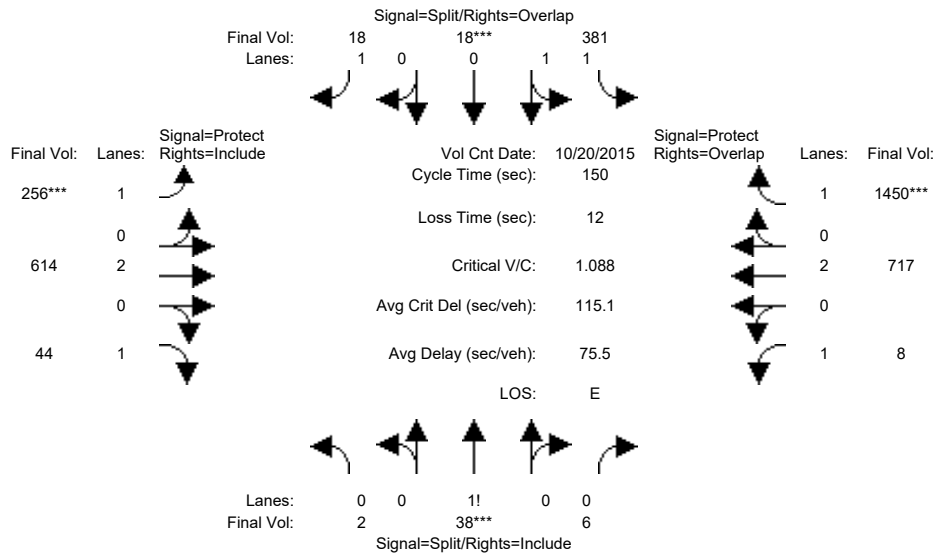 Signal=Split/Rights=Overlap
Final Vol: 18 18*** 381
Lanes: 1 0 0 1 1
Signal=Protect Signal=Protect
Final Vol: Lanes: Rights=Include Vol Cnt Date: 10/20/2015 Rights=Overlap Lanes: Final Vol:
Cycle Time (sec): 150
256*** 1 1 1450***
Loss Time (sec): 12
0 0
614 2 Critical V/C: 1.088 2 717
0 Avg Crit Del (sec/veh): 115.1 0
44 1 Avg Delay (sec/veh): 75.5 1 8
LOS: E
Lanes: 0 0 1! 0 0
Final Vol: 2 38*** 6
Signal=Split/Rights=Include